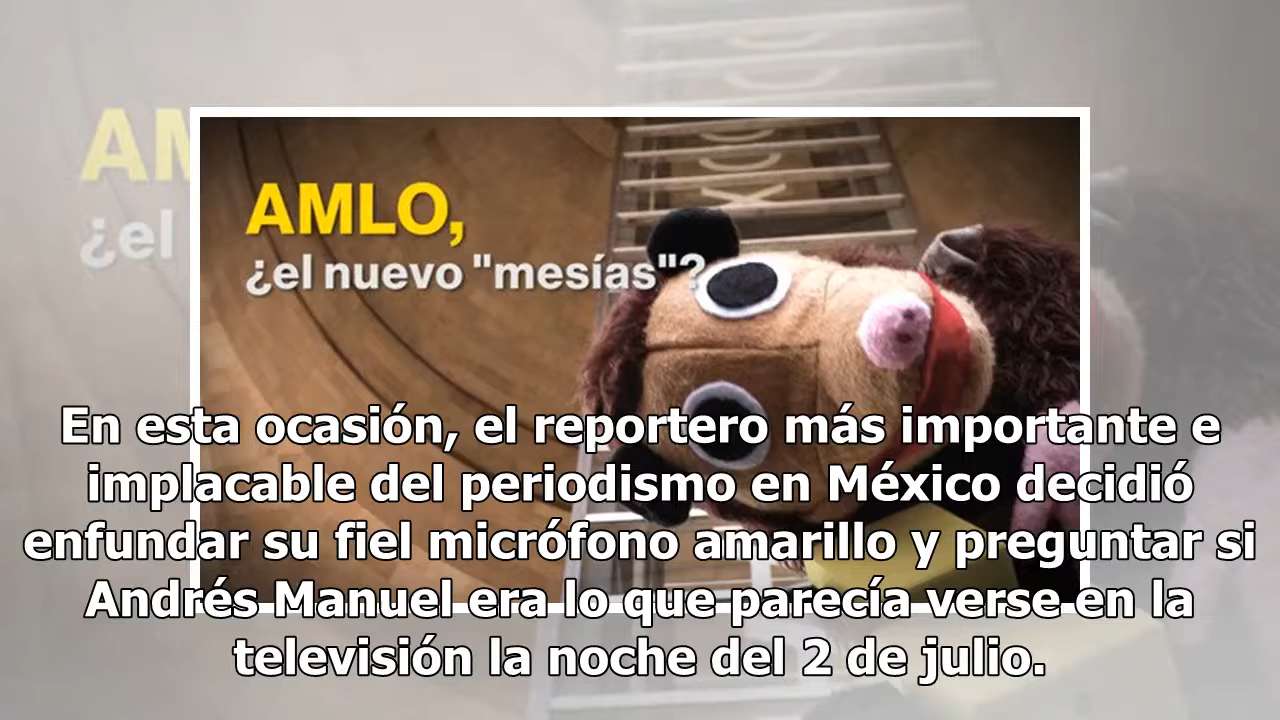 AMLO,
¿el nuevo "mesías"?
AM
¿el
En esta ocasión, el reportero más importante e
implacable del periodismo en México decidió
enfundar su fiel micrófono amarillo y preguntar si
Andrés Manuel era lo que parecía verse en la
televisión la noche del 2 de julio.